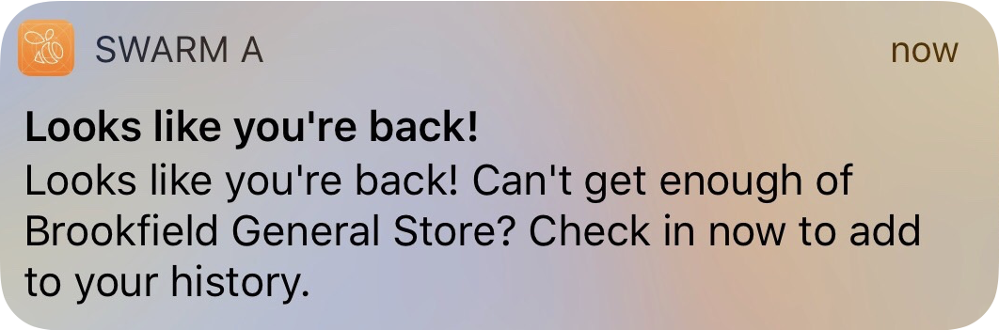 SWARM A
now
Looks like you're back!
Looks like you're back! Can't get enough of
Brookfield General Store? Check in now to add
to your history.